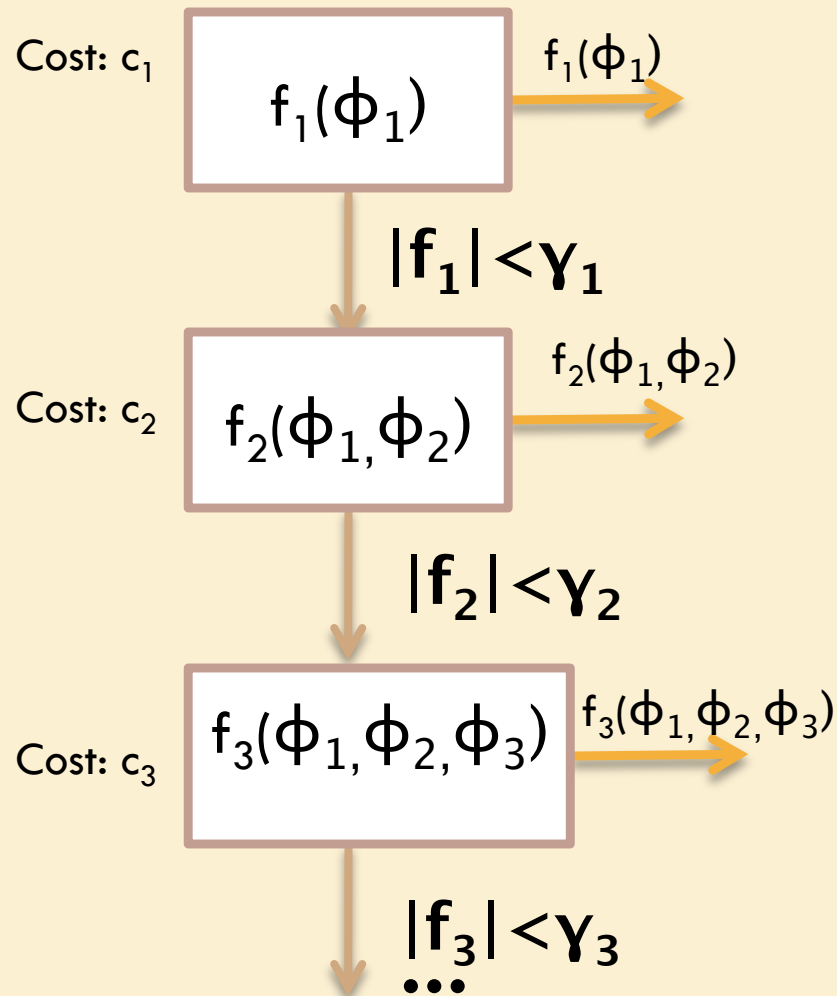 Cost: c₁
f₁(ϕ₁)
f₁(ϕ₁)
|f₁|<γ₁
Cost: c₂
f₂(ϕ₁,ϕ₂)
f₂(ϕ₁,ϕ₂)
|f₂|<γ₂
Cost: c₃
f₃(ϕ₁,ϕ₂,ϕ₃)
f₃(ϕ₁,ϕ₂,ϕ₃)
|f₃|<γ₃
...